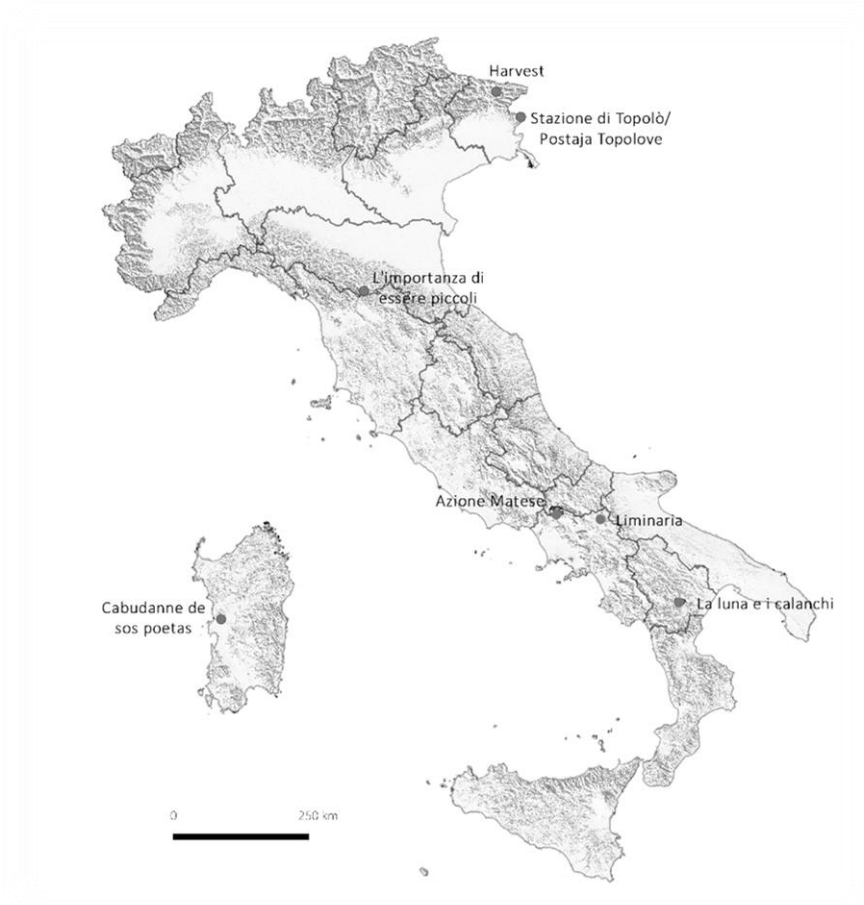 Harvest
Stazione di Topolò/
Postaja Topolove
L'importanza di
essere piccoli
Azione Matese
Liminaria
La luna e i calanchi
Cabudanne de
sos poetas
0 250 km